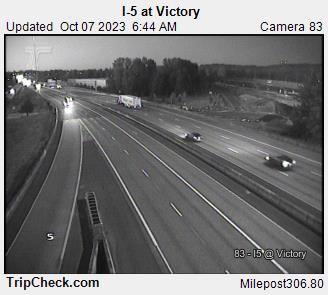 I-5 at Victory
Updated Oct 07 2023 6:44 AM Camera 83
S
83 - I5 @ Victory
TripCheck.com Milepost306.80